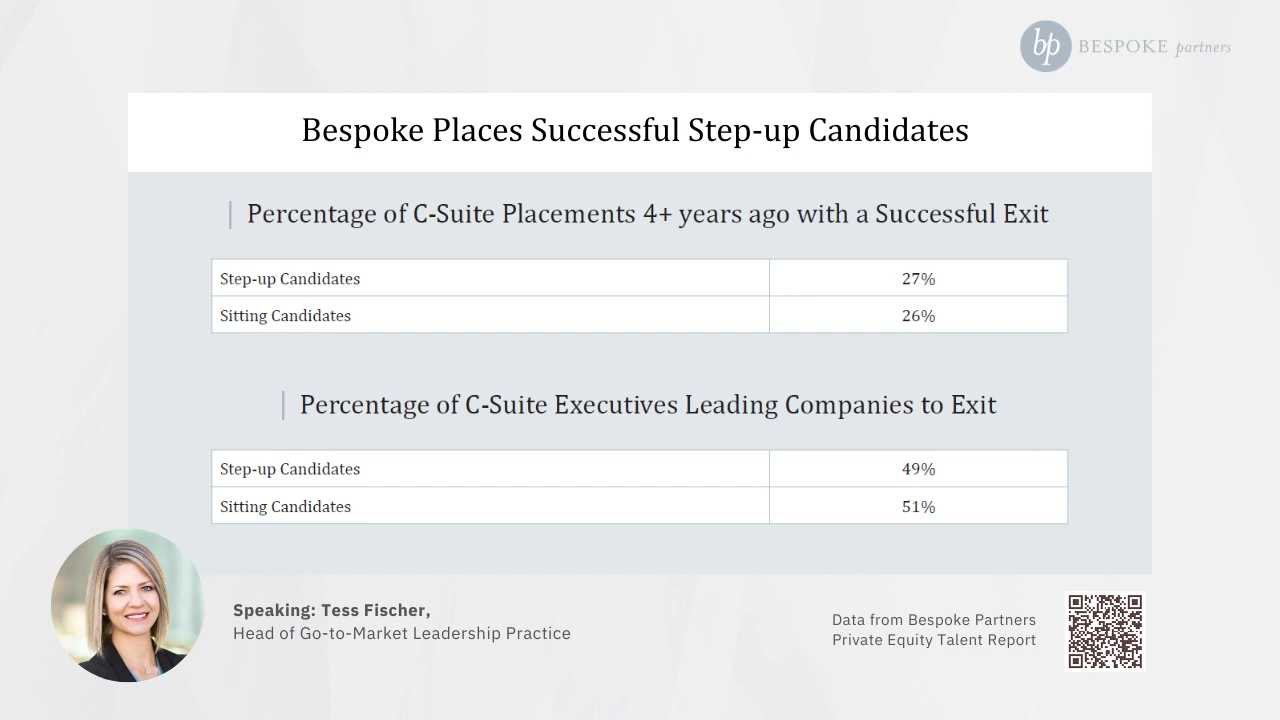 bp BESPOKE partners
Bespoke Places Successful Step-up Candidates
Percentage of C-Suite Placements 4+ years ago with a Successful Exit
Step-up Candidates 27%
Sitting Candidates 26%
Percentage of C-Suite Executives Leading Companies to Exit
Step-up Candidates 49%
Sitting Candidates 51%
Speaking: Tess Fischer,
Head of Go-to-Market Leadership Practice
Data from Bespoke Partners
Private Equity Talent Report